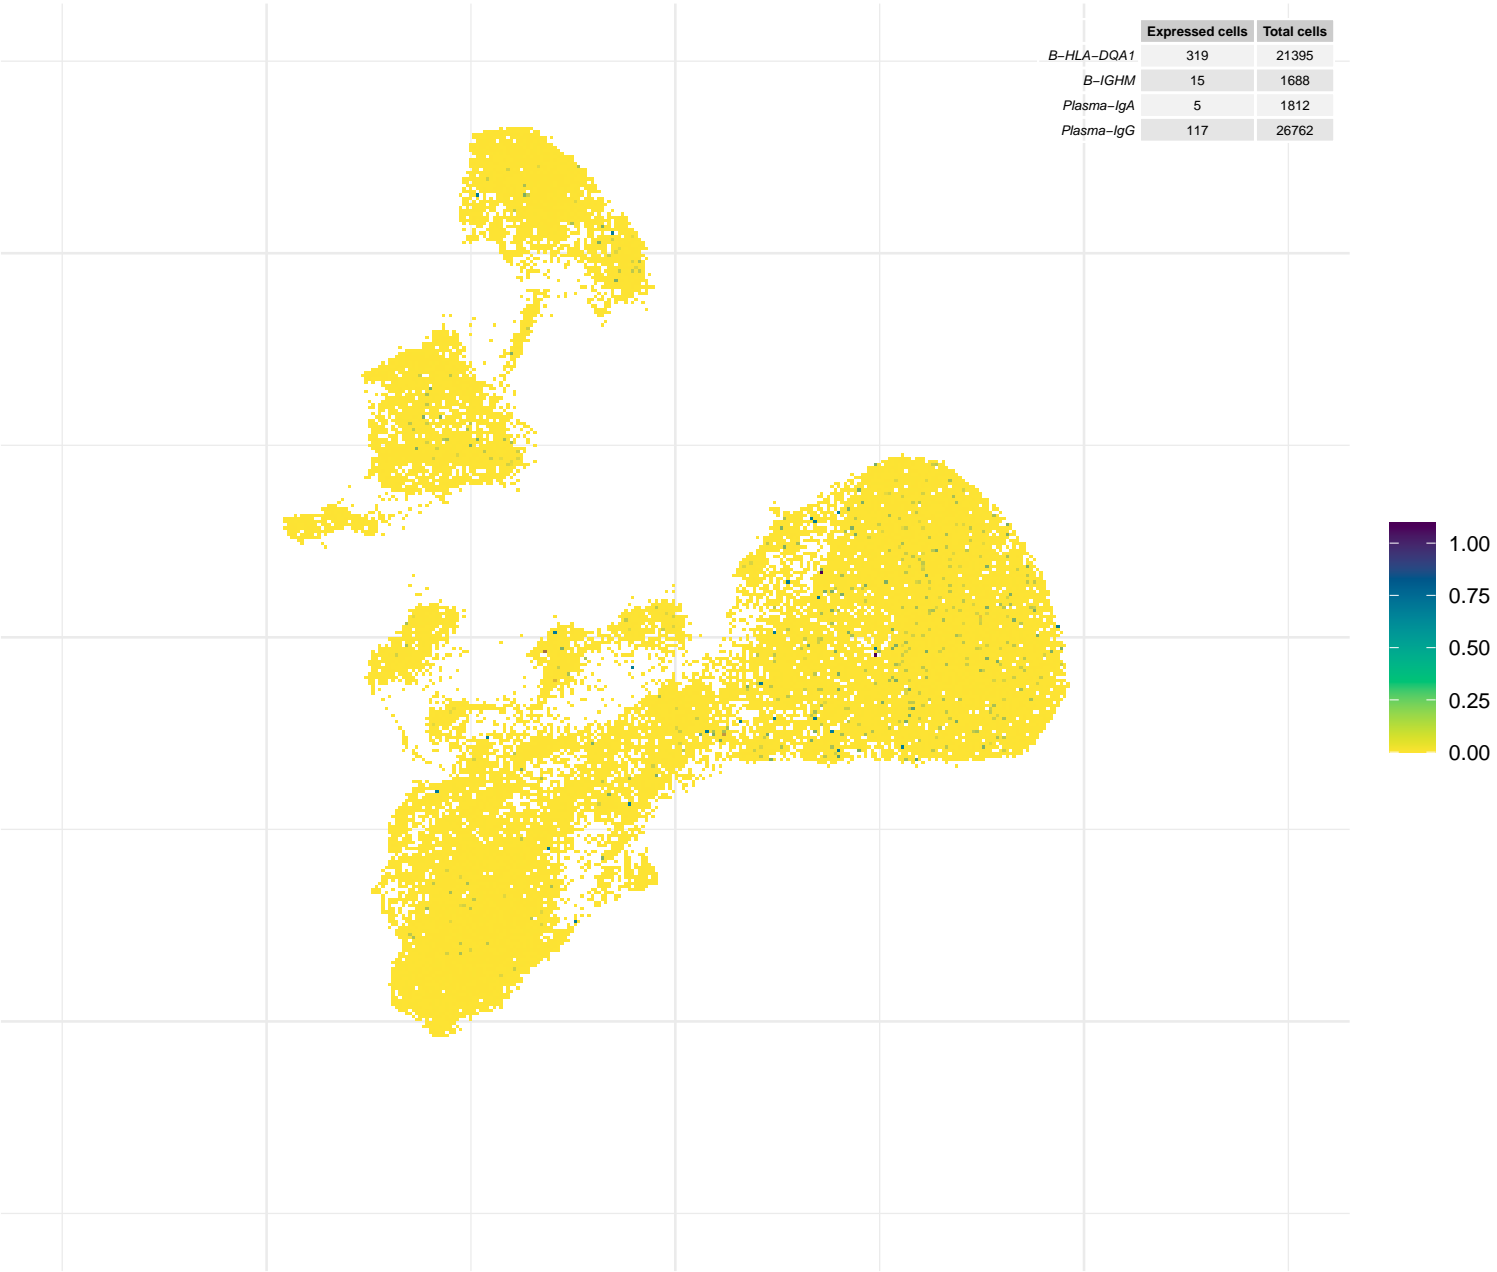 Expressed cells Total cells
B−HLA−DQA1 319 21395
B−IGHM 15 1688
Plasma−IgA 5 1812
Plasma−IgG 117 26762
1.00
0.75
0.50
0.25
0.00